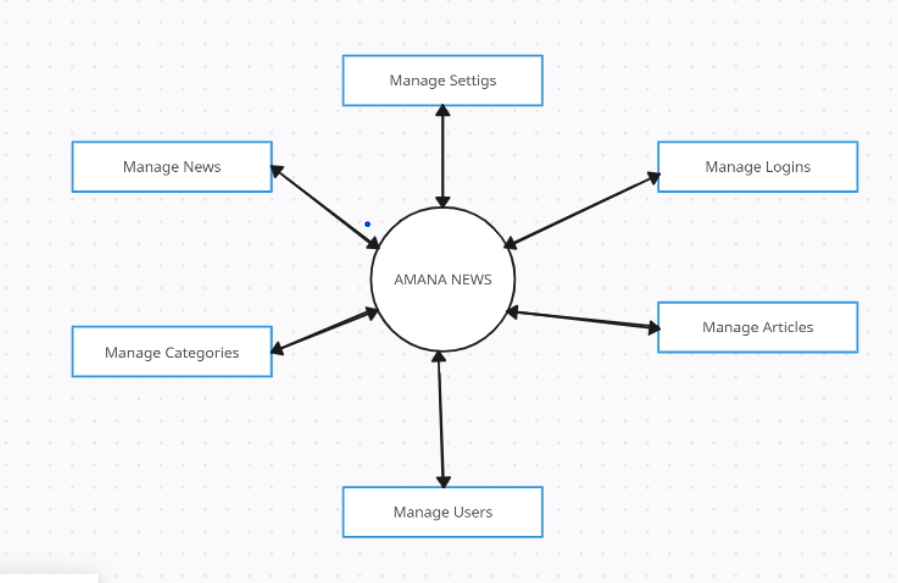 Manage Settigs
Manage News
Manage Logins
AMANA NEWS
Manage Articles
Manage Categories
Manage Users